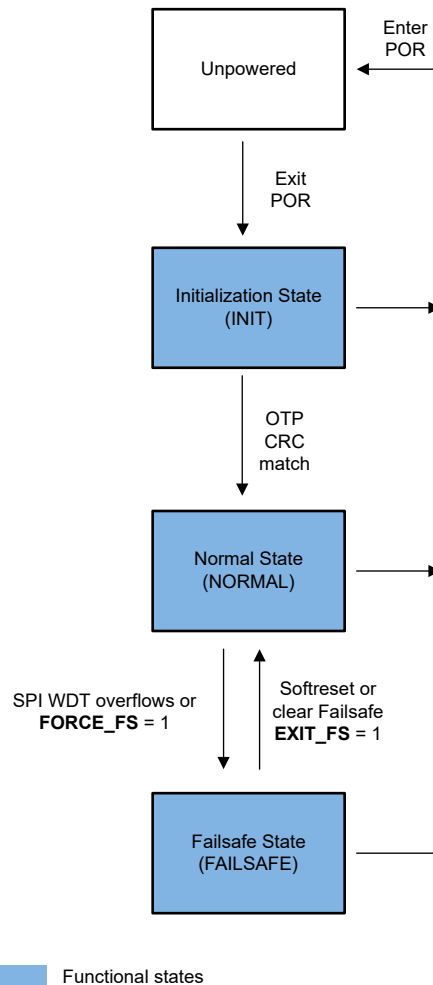 Enter
POR
Unpowered
Exit
POR
Initialization State
(INIT)
OTP
CRC
match
Normal State
(NORMAL)
SPI WDT overflows or
FORCE_FS = 1
Softreset or
clear Failsafe
EXIT_FS = 1
Failsafe State
(FAILSAFE)
Functional states